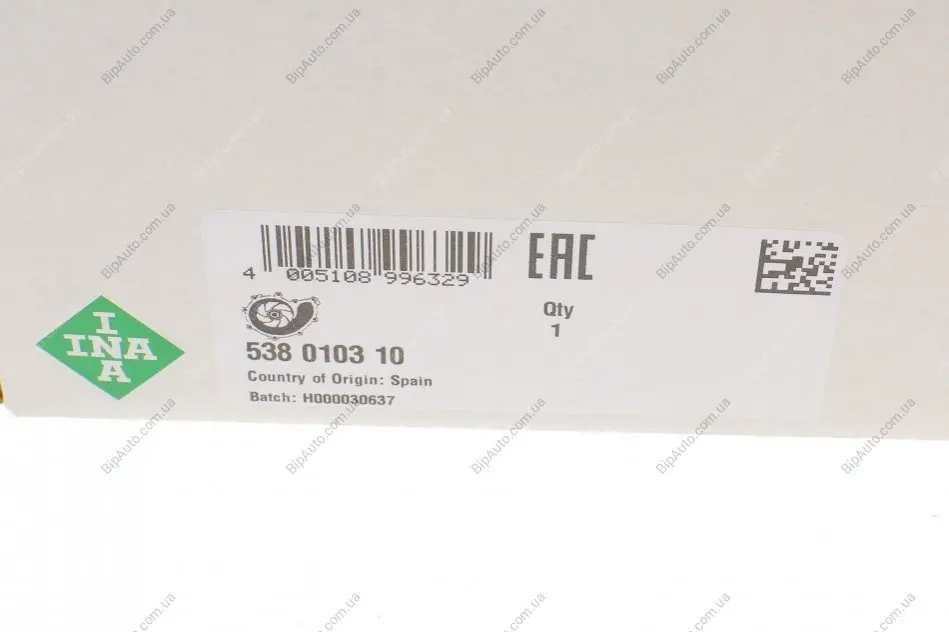 BipAuto.com.ua
4 005108 996329
EAC
Qty
1
538 0103 10
Country of Origin: Spain
Batch: H000030637
INA
INA